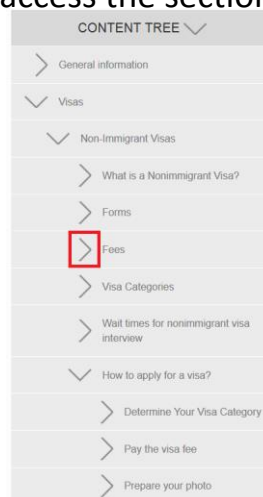 access the section
CONTENT TREE
General information
Visas
Non-Immigrant Visas
What is a Nonimmigrant Visa?
Forms
Fees
Visa Categories
Wait times for nonimmigrant visa
interview
How to apply for a visa?
Determine Your Visa Category
Pay the visa fee
Prepare your photo